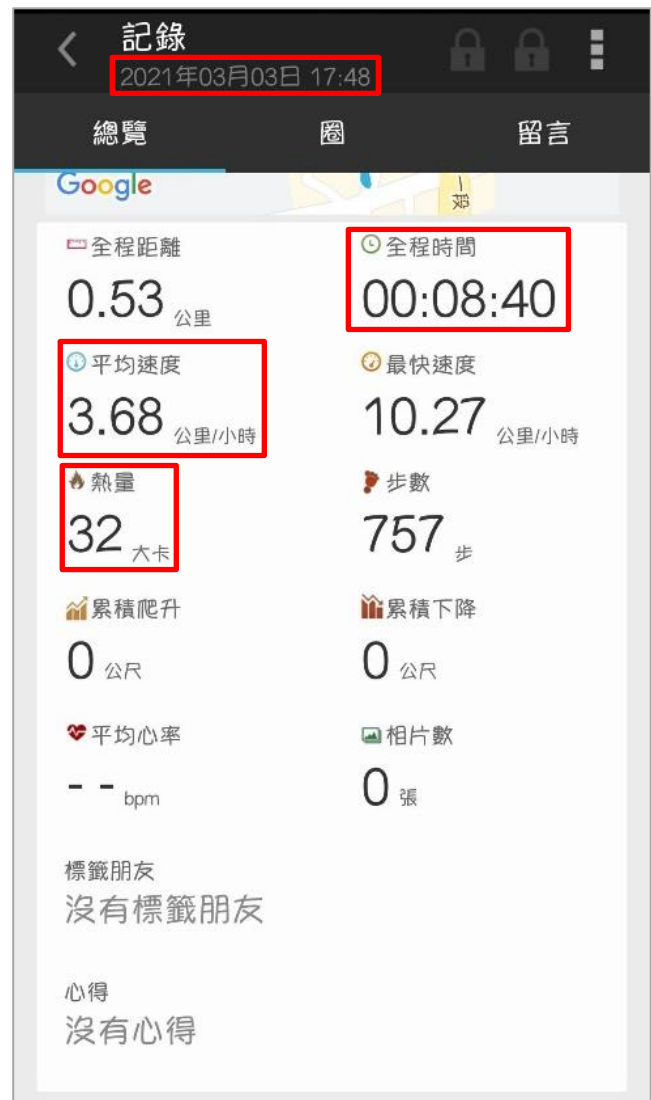 記錄
2021年03月03日 17:48
總覽 圈 留言
Google
一
全程距離 全程時間
0.53 公里 00:08:40
平均速度 最快速度
3.68 公里/小時 10.27 公里/小時
熱量 步數
32 大卡 757 步
累積爬升 累積下降
0 公尺 0 公尺
平均心率 相片數
-- bpm 0 張
標籤朋友
沒有標籤朋友
心得
沒有心得